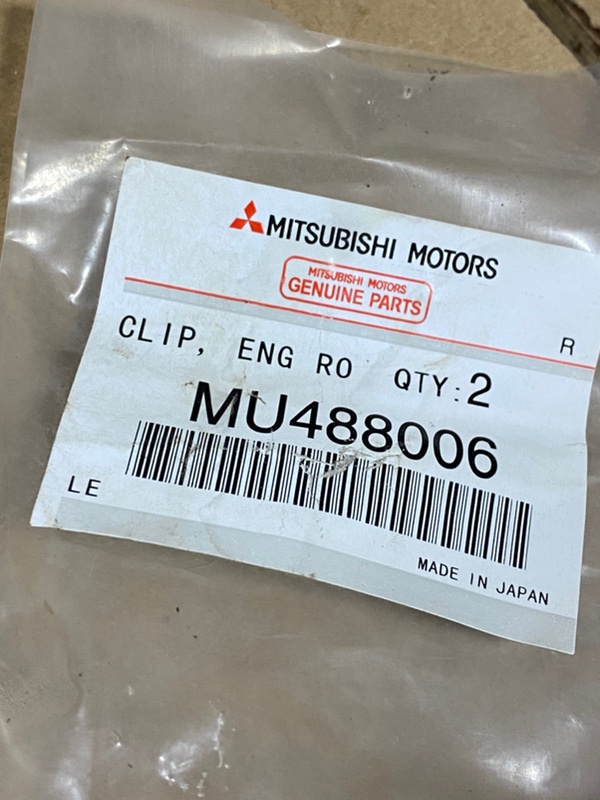 MITSUBISHI MOTORS
MITSUBISHI MOTORS
GENUINE PARTS
R
CLIP, ENG RO QTY:2
MU488006
LE
MADE IN JAPAN